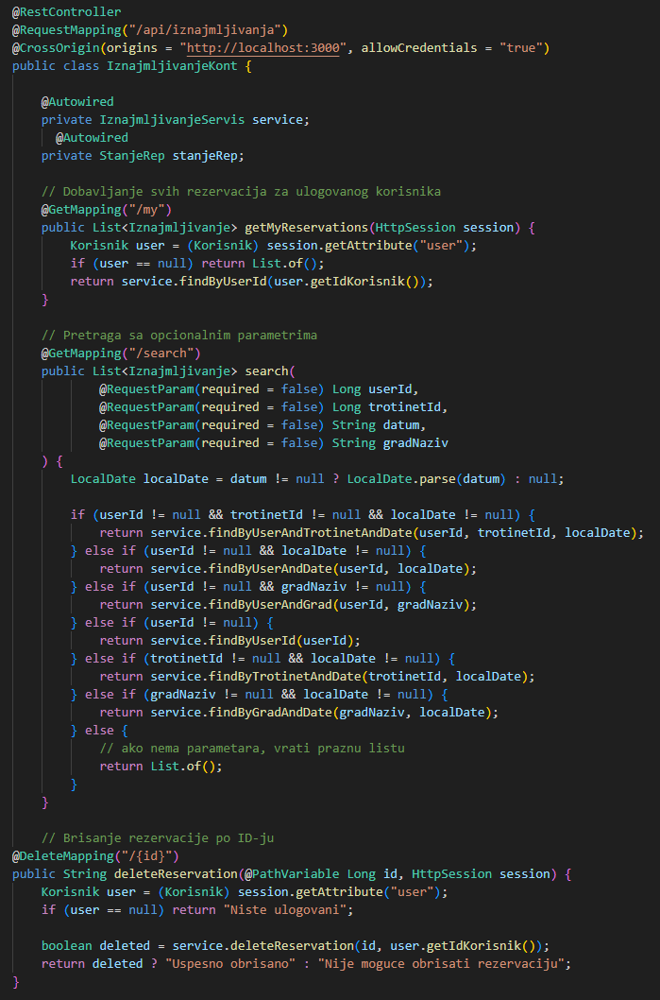 @RestController
@RequestMapping("/api/iznajmljivanja")
@CrossOrigin(origins = "http://localhost:3000", allowCredentials = "true")
public class IznajmljivanjeKont {

    @Autowired
    private IznajmljivanjeServis service;
      @Autowired
    private StanjeRep stanjeRep;

    // Dobavljanje svih rezervacija za ulogovanog korisnika
    @GetMapping("/my")
    public List<Iznajmljivanje> getMyReservations(HttpSession session) {
        Korisnik user = (Korisnik) session.getAttribute("user");
        if (user == null) return List.of();
        return service.findByUserId(user.getIdKorisnik());
    }

    // Pretraga sa opcionalnim parametrima
    @GetMapping("/search")
    public List<Iznajmljivanje> search(
            @RequestParam(required = false) Long userId,
            @RequestParam(required = false) Long trotinetId,
            @RequestParam(required = false) String datum,
            @RequestParam(required = false) String gradNaziv
    ) {
        LocalDate localDate = datum != null ? LocalDate.parse(datum) : null;

        if (userId != null && trotinetId != null && localDate != null) {
            return service.findByUserAndTrotinetAndDate(userId, trotinetId, localDate);
        } else if (userId != null && localDate != null) {
            return service.findByUserAndDate(userId, localDate);
        } else if (userId != null && gradNaziv != null) {
            return service.findByUserAndGrad(userId, gradNaziv);
        } else if (userId != null) {
            return service.findByUserId(userId);
        } else if (trotinetId != null && localDate != null) {
            return service.findByTrotinetAndDate(trotinetId, localDate);
        } else if (gradNaziv != null && localDate != null) {
            return service.findByGradAndDate(gradNaziv, localDate);
        } else {
            // ako nema parametara, vrati praznu listu
            return List.of();
        }
    }

    // Brisanje rezervacije po ID-ju
@DeleteMapping("/{id}")
public String deleteReservation(@PathVariable Long id, HttpSession session) {
    Korisnik user = (Korisnik) session.getAttribute("user");
    if (user == null) return "Niste ulogovani";

    boolean deleted = service.deleteReservation(id, user.getIdKorisnik());
    return deleted ? "Uspesno obrisano" : "Nije moguce obrisati rezervaciju";
}